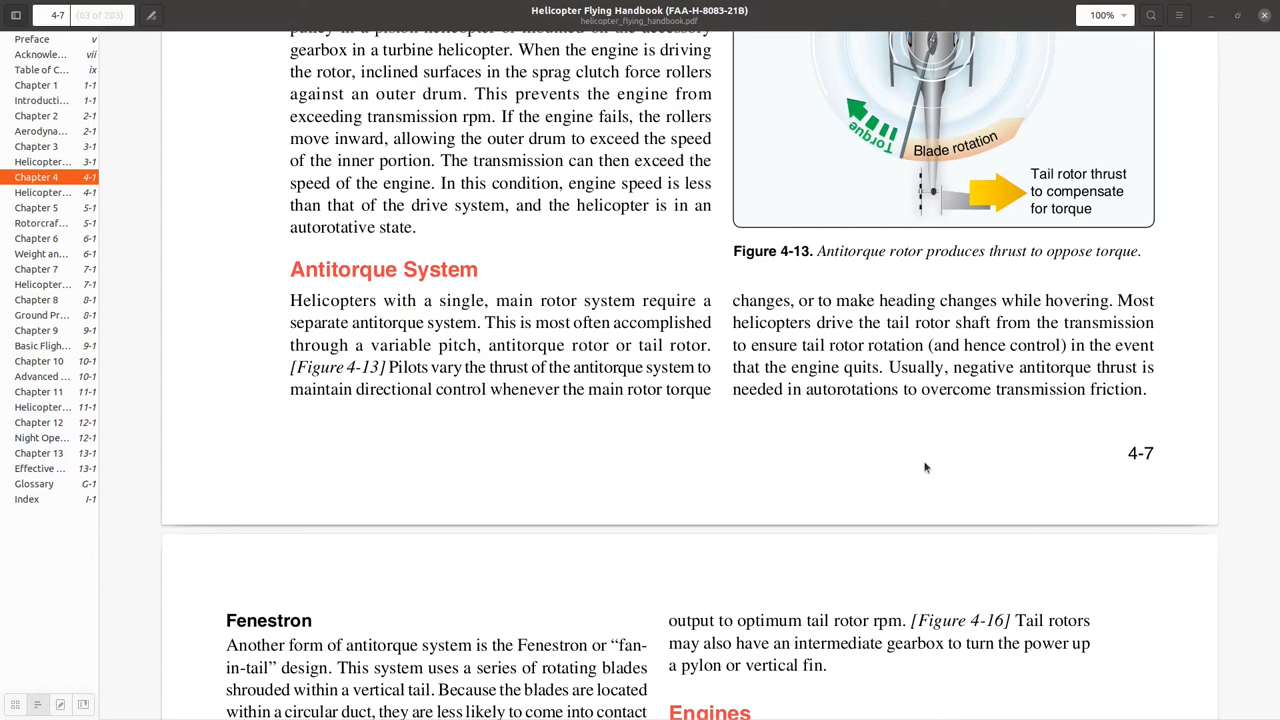 4-7
(63 of 203)
Helicopter Flying Handbook (FAA-H-8083-21B)
helicopter_flying_handbook.pdf
100%
Preface v
Acknowle... vii
Table of C... ix
Chapter 1 1-1
Introducti... 1-1
Chapter 2 2-1
Aerodyna... 2-1
Chapter 3 3-1
Helicopter... 3-1
Chapter 4 4-1
Helicopter... 4-1
Chapter 5 5-1
Rotorcraf... 5-1
Chapter 6 6-1
Weight an... 6-1
Chapter 7 7-1
Helicopter... 7-1
Chapter 8 8-1
Ground Pr... 8-1
Chapter 9 9-1
Basic Fligh... 9-1
Chapter 10 10-1
Advanced ... 10-1
Chapter 11 11-1
Helicopter... 11-1
Chapter 12 12-1
Night Ope... 12-1
Chapter 13 13-1
Effective ... 13-1
Glossary G-1
Index I-1
pulley in a piston helicopter or mounted on the accessory
gearbox in a turbine helicopter. When the engine is driving
the rotor, inclined surfaces in the sprag clutch force rollers
against an outer drum. This prevents the engine from
exceeding transmission rpm. If the engine fails, the rollers
move inward, allowing the outer drum to exceed the speed
of the inner portion. The transmission can then exceed the
speed of the engine. In this condition, engine speed is less
than that of the drive system, and the helicopter is in an
autorotative state.
Antitorque System
Helicopters with a single, main rotor system require a
separate antitorque system. This is most often accomplished
through a variable pitch, antitorque rotor or tail rotor.
[Figure 4-13] Pilots vary the thrust of the antitorque system to
maintain directional control whenever the main rotor torque
Torque
Blade rotation
Tail rotor thrust
to compensate
for torque
Figure 4-13. Antitorque rotor produces thrust to oppose torque.
changes, or to make heading changes while hovering. Most
helicopters drive the tail rotor shaft from the transmission
to ensure tail rotor rotation (and hence control) in the event
that the engine quits. Usually, negative antitorque thrust is
needed in autorotations to overcome transmission friction.
4-7
Fenestron
Another form of antitorque system is the Fenestron or “fan-
in-tail” design. This system uses a series of rotating blades
shrouded within a vertical tail. Because the blades are located
within a circular duct, they are less likely to come into contact
output to optimum tail rotor rpm. [Figure 4-16] Tail rotors
may also have an intermediate gearbox to turn the power up
a pylon or vertical fin.
Engines